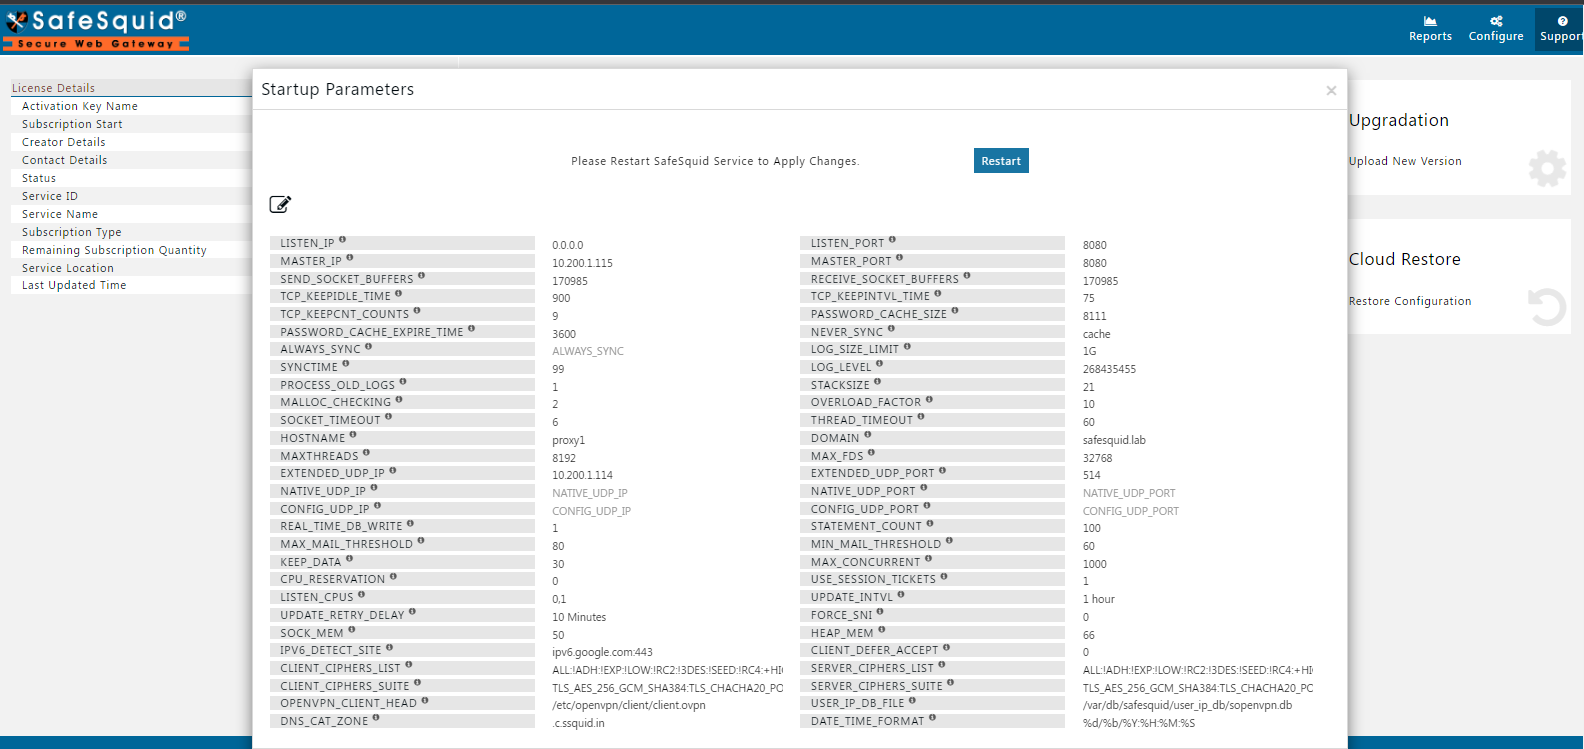 SafeSquid®
Secure Web Gateway
Reports
Configure
Support
License Details
Activation Key Name
Subscription Start
Creator Details
Contact Details
Status
Service ID
Service Name
Subscription Type
Remaining Subscription Quantity
Service Location
Last Updated Time
Startup Parameters
×
Please Restart SafeSquid Service to Apply Changes.
Restart
LISTEN_IP 0.0.0.0 LISTEN_PORT 8080
MASTER_IP 10.200.1.115 MASTER_PORT 8080
SEND_SOCKET_BUFFERS 170985 RECEIVE_SOCKET_BUFFERS 170985
TCP_KEEPIDLE_TIME 900 TCP_KEEPINTVL_TIME 75
TCP_KEEPCNT_COUNTS 9 PASSWORD_CACHE_SIZE 8111
PASSWORD_CACHE_EXPIRE_TIME 3600 NEVER_SYNC cache
ALWAYS_SYNC ALWAYS_SYNC LOG_SIZE_LIMIT 1G
SYNCTIME 99 LOG_LEVEL 268435455
PROCESS_OLD_LOGS 1 STACKSIZE 21
MALLOC_CHECKING 2 OVERLOAD_FACTOR 10
SOCKET_TIMEOUT 6 THREAD_TIMEOUT 60
HOSTNAME proxy1 DOMAIN safesquid.lab
MAXTHREADS 8192 MAX_FDS 32768
EXTENDED_UDP_IP 10.200.1.114 EXTENDED_UDP_PORT 514
NATIVE_UDP_IP NATIVE_UDP_IP NATIVE_UDP_PORT NATIVE_UDP_PORT
CONFIG_UDP_IP CONFIG_UDP_IP CONFIG_UDP_PORT CONFIG_UDP_PORT
REAL_TIME_DB_WRITE 1 STATEMENT_COUNT 100
MAX_MAIL_THRESHOLD 80 MIN_MAIL_THRESHOLD 60
KEEP_DATA 30 MAX_CONCURRENT 1000
CPU_RESERVATION 0 USE_SESSION_TICKETS 1
LISTEN_CPUS 0,1 UPDATE_INTVL 1 hour
UPDATE_RETRY_DELAY 10 Minutes FORCE_SNI 0
SOCK_MEM 50 HEAP_MEM 66
IPV6_DETECT_SITE ipv6.google.com:443 CLIENT_DEFER_ACCEPT 0
CLIENT_CIPHERS_LIST ALL:!ADH:!EXP:!LOW:!RC2:!3DES:!SEED:!RC4:+HI SERVER_CIPHERS_LIST ALL:!ADH:!EXP:!LOW:!RC2:!3DES:!SEED:!RC4:+HI
CLIENT_CIPHERS_SUITE TLS_AES_256_GCM_SHA384:TLS_CHACHA20_PO SERVER_CIPHERS_SUITE TLS_AES_256_GCM_SHA384:TLS_CHACHA20_PO
OPENVPN_CLIENT_HEAD /etc/openvpn/client/client.ovpn USER_IP_DB_FILE /var/db/safesquid/user_ip_db/sopenvpn.db
DNS_CAT_ZONE .c.ssquid.in DATE_TIME_FORMAT %d/%b/%Y:%H:%M:%S
Upgradation
Upload New Version
Cloud Restore
Restore Configuration